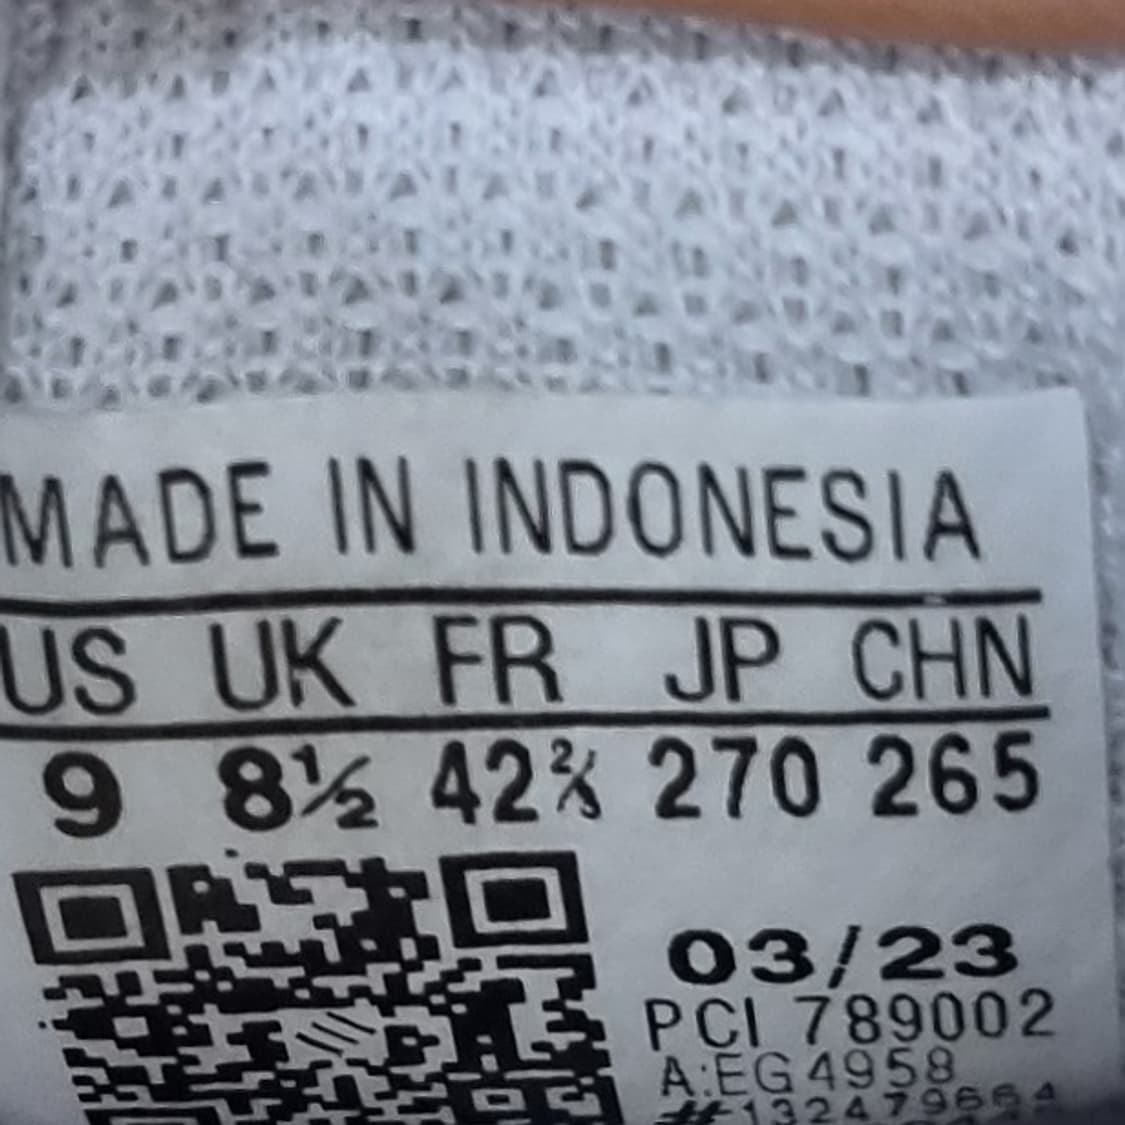 MADE IN INDONESIA
US UK FR JP CHN
9 8½ 42⅔ 270 265
03/23
PCI 789002
A:EG4958
#132479664